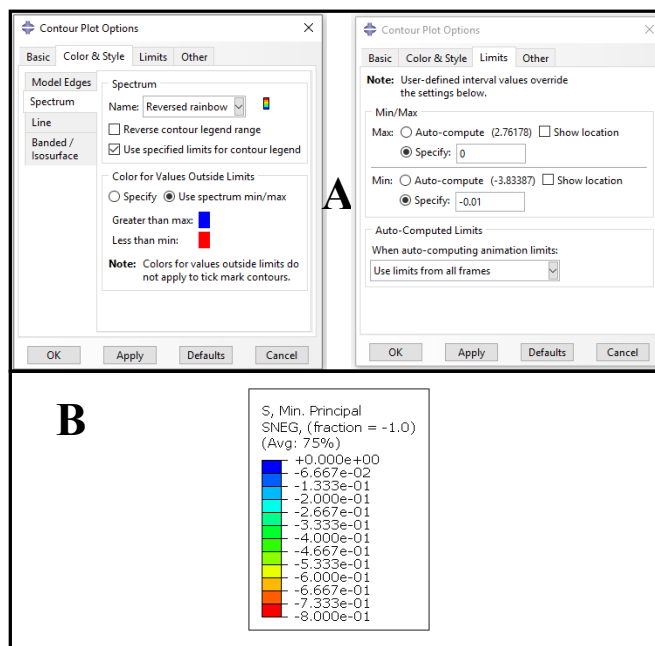 Contour Plot Options
Basic Color & Style Limits Other
Model Edges
Spectrum
Line
Banded /
Isosurface
Spectrum
Name: Reversed rainbow
Reverse contour legend range
Use specified limits for contour legend
Color for Values Outside Limits
Specify Use spectrum min/max
Greater than max:
Less than min:
Note: Colors for values outside limits do
not apply to tick mark contours.
OK Apply Defaults Cancel
A
Contour Plot Options
Basic Color & Style Limits Other
Note: User-defined interval values override
the settings below.
Min/Max
Max: Auto-compute (2.76178) Show location
Specify: 0
Min: Auto-compute (-3.83387) Show location
Specify: -0.01
Auto-Computed Limits
When auto-computing animation limits:
Use limits from all frames
OK Apply Defaults Cancel
B
S, Min. Principal
SNEG, (fraction = -1.0)
(Avg: 75%)
+0.000e+00
-6.667e-02
-1.333e-01
-2.000e-01
-2.667e-01
-3.333e-01
-4.000e-01
-4.667e-01
-5.333e-01
-6.000e-01
-6.667e-01
-7.333e-01
-8.000e-01